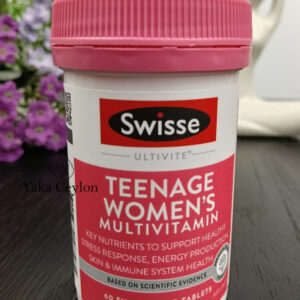 Swisse
ULTIVITE®
TEENAGE
WOMEN'S
MULTIVITAMIN
KEY NUTRIENTS TO SUPPORT HEALTHY
STRESS RESPONSE, ENERGY PRODUCTION,
SKIN & IMMUNE SYSTEM HEALTH
BASED ON SCIENTIFIC EVIDENCE
60 TABLETS
Yaka Ceylon